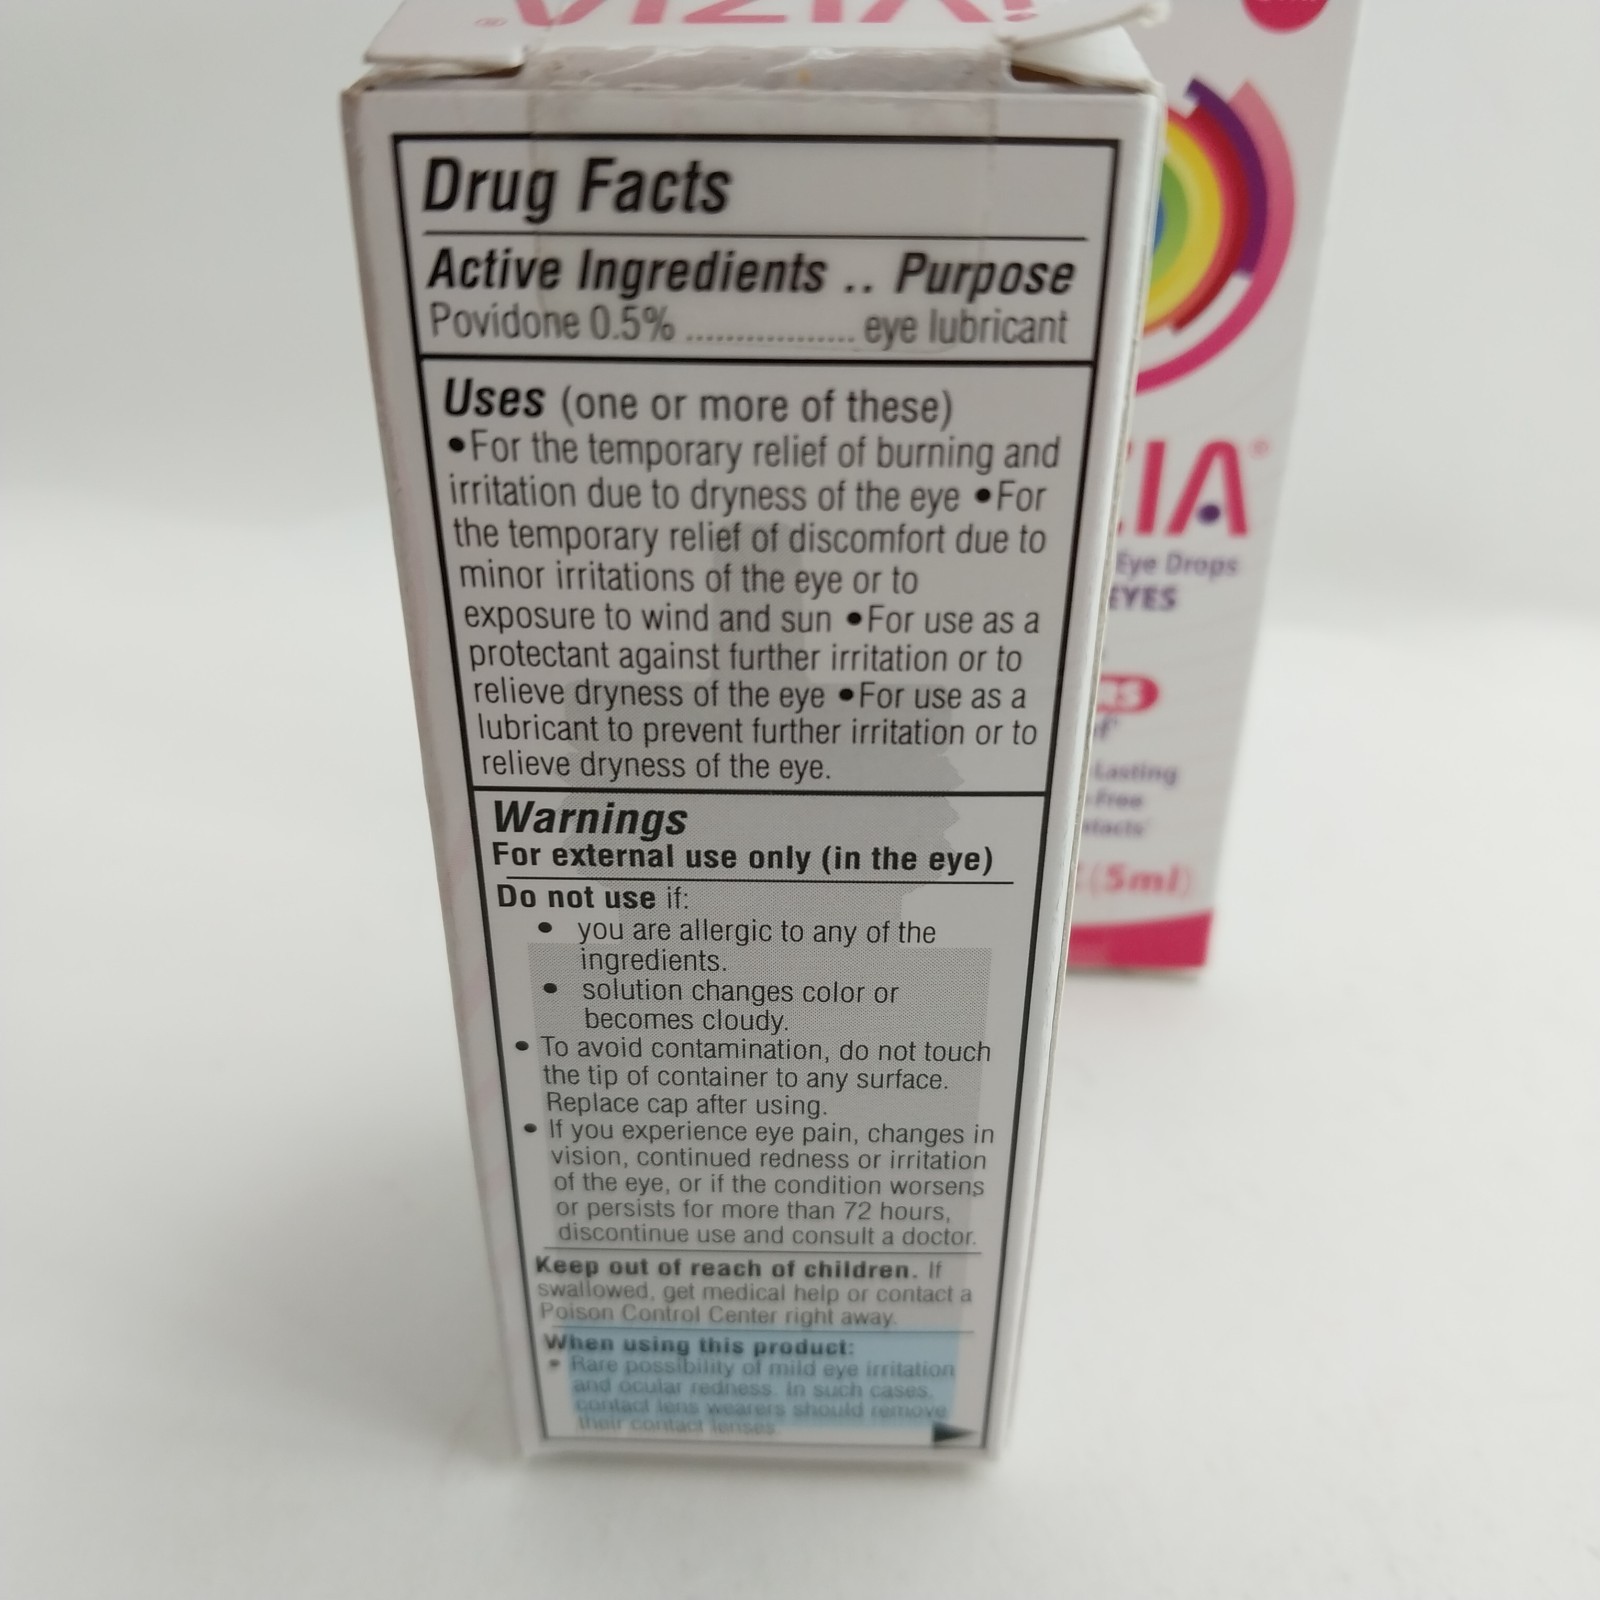 VIZIA!®
Drug Facts
Active Ingredients .. Purpose
Povidone 0.5% ................. eye lubricant
Uses (one or more of these)
•For the temporary relief of burning and
irritation due to dryness of the eye •For
the temporary relief of discomfort due to
minor irritations of the eye or to
exposure to wind and sun •For use as a
protectant against further irritation or to
relieve dryness of the eye •For use as a
lubricant to prevent further irritation or to
relieve dryness of the eye.
Warnings
For external use only (in the eye)
Do not use if:
• you are allergic to any of the
ingredients.
• solution changes color or
becomes cloudy.
• To avoid contamination, do not touch
the tip of container to any surface.
Replace cap after using.
• If you experience eye pain, changes in
vision, continued redness or irritation
of the eye, or if the condition worsens
or persists for more than 72 hours,
discontinue use and consult a doctor.
Keep out of reach of children. If
swallowed, get medical help or contact a
Poison Control Center right away.
When using this product:
• Rare possibility of mild eye irritation
and ocular redness. In such cases,
contact lens wearers should remove
their contact lenses.
ZIA®
Eye Drops
EYES
RS
Lasting
Free
(5ml)